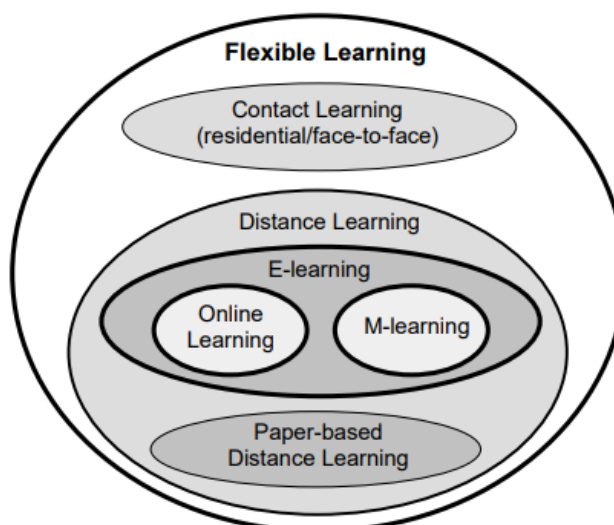 Flexible Learning
Contact Learning
(residential/face-to-face)
Distance Learning
E-learning
Online
Learning
M-learning
Paper-based
Distance Learning